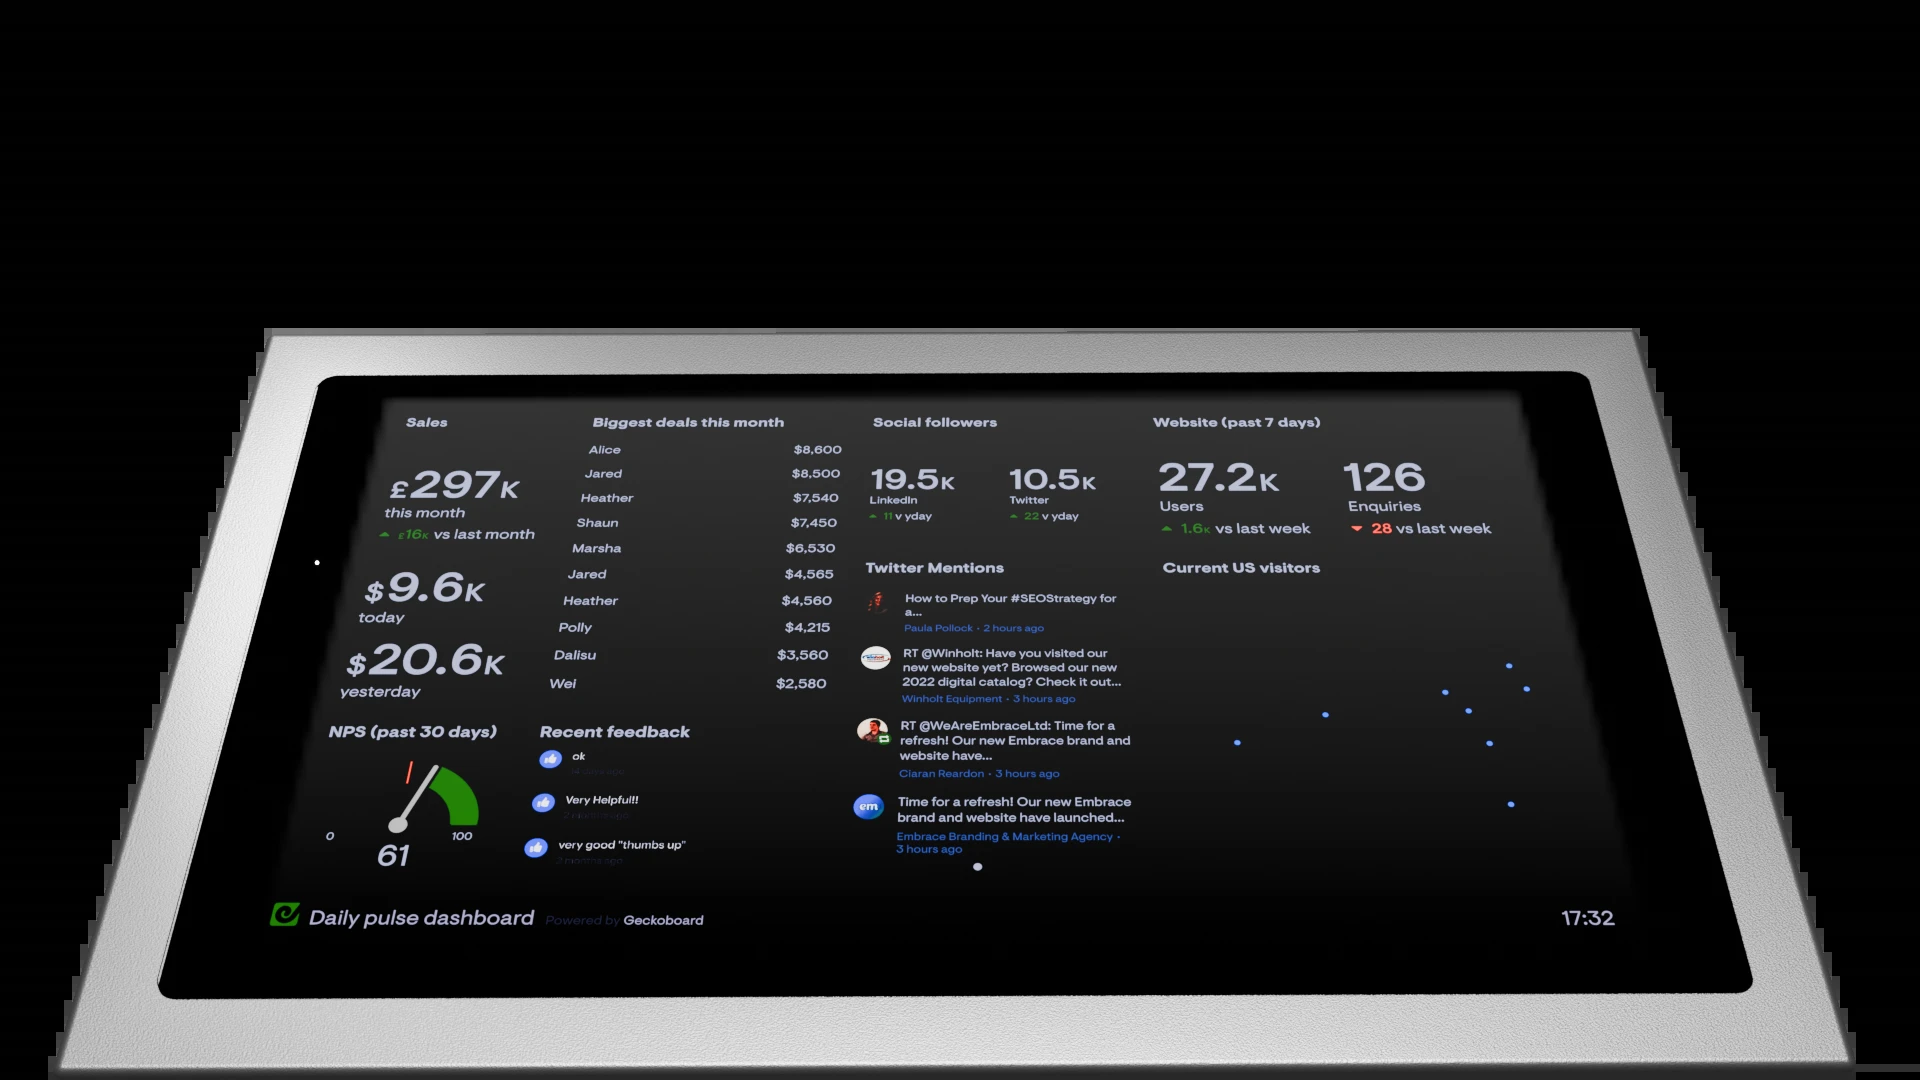 Sales
£297K
this month
£16K vs last month
$9.6K
today
$20.6K
yesterday
Biggest deals this month
Alice $8,600
Jared $8,500
Heather $7,540
Shaun $7,450
Marsha $6,530
Jared $4,565
Heather $4,560
Polly $4,215
Dalisu $3,560
Wei $2,580
Social followers
19.5K 10.5K
LinkedIn Twitter
11 v yday 22 v yday
Website (past 7 days)
27.2K 126
Users Enquiries
1.6K vs last week 28 vs last week
Twitter Mentions
How to Prep Your #SEOStrategy for
a...
Paula Pollock • 2 hours ago
RT @Winholt: Have you visited our
new website yet? Browsed our new
2022 digital catalog? Check it out...
Winholt Equipment • 3 hours ago
RT @WeAreEmbraceLtd: Time for a
refresh! Our new Embrace brand and
website have...
Ciaran Reardon • 3 hours ago
em
Time for a refresh! Our new Embrace
brand and website have launched...
Embrace Branding & Marketing Agency •
3 hours ago
Current US visitors
NPS (past 30 days)
0 100
61
Recent feedback
ok
Very Helpful!!
very good "thumbs up"
2 months ago
Daily pulse dashboard Powered by Geckoboard
17:32